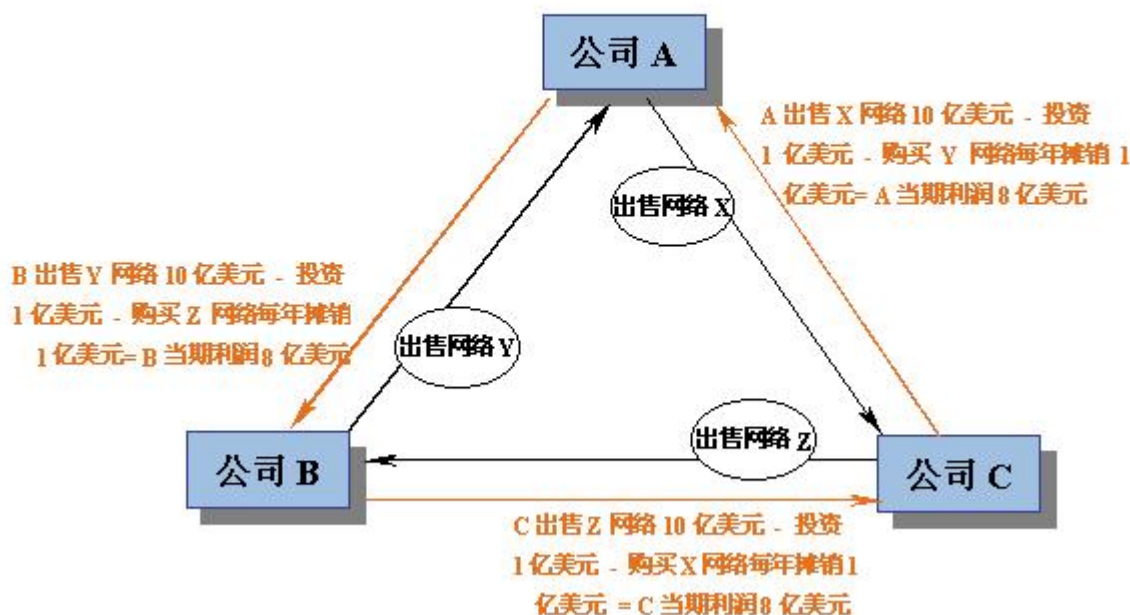 公司 A
A 出售 X 网络 10 亿美元 - 投资
1 亿美元 - 购买 Y 网络每年摊销 1
亿美元= A 当期利润 8 亿美元
出售网络 X
B 出售 Y 网络 10 亿美元 - 投资
1 亿美元 - 购买 Z 网络每年摊销
1 亿美元= B 当期利润 8 亿美元
出售网络 Y
出售网络 Z
公司 B
公司 C
C 出售 Z 网络 10 亿美元 - 投资
1 亿美元 - 购买 X 网络每年摊销 1
亿美元 = C 当期利润 8 亿美元